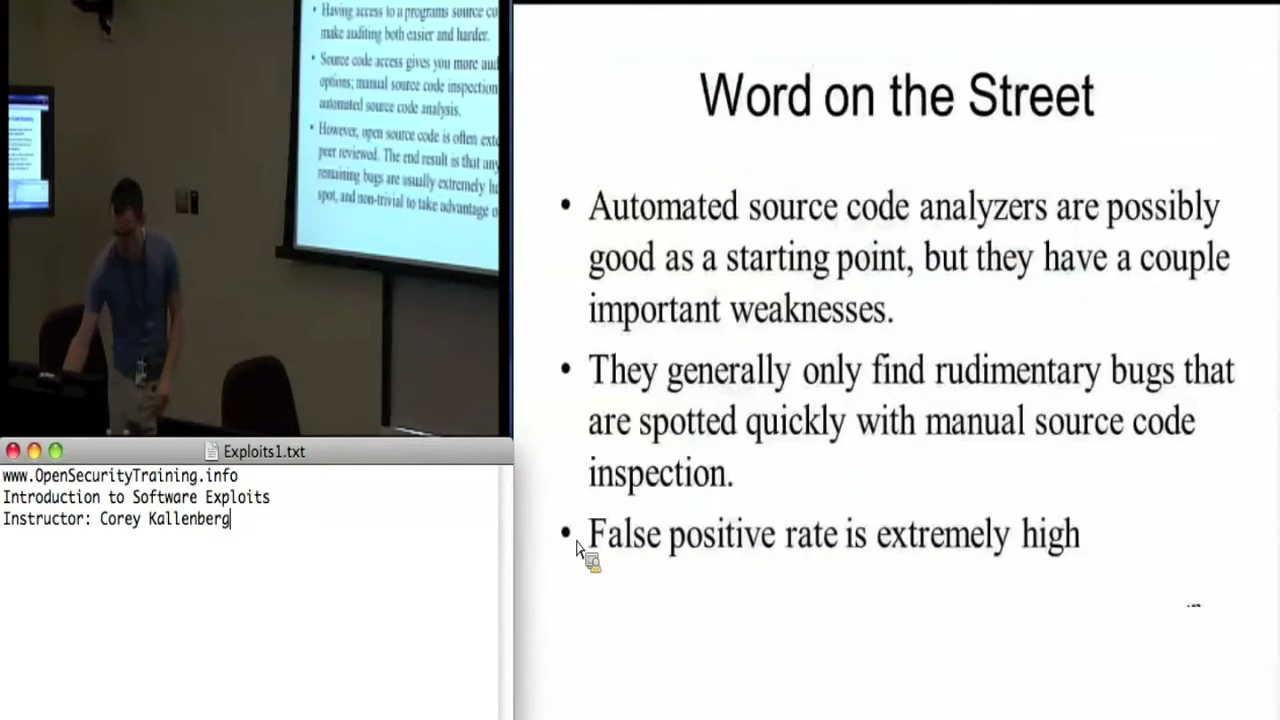 • Having access to a programs source co
make auditing both easier and harder.
• Source code access gives you more aud
options; manual source code inspection
automated source code analysis.
• However, open source code is often exte
peer reviewed. The end result is that any
remaining bugs are usually extremely ha
spot, and non-trivial to take advantage o
Exploits1.txt
www.OpenSecurityTraining.info
Introduction to Software Exploits
Instructor: Corey Kallenberg
Word on the Street
• Automated source code analyzers are possibly
good as a starting point, but they have a couple
important weaknesses.
• They generally only find rudimentary bugs that
are spotted quickly with manual source code
inspection.
• False positive rate is extremely high